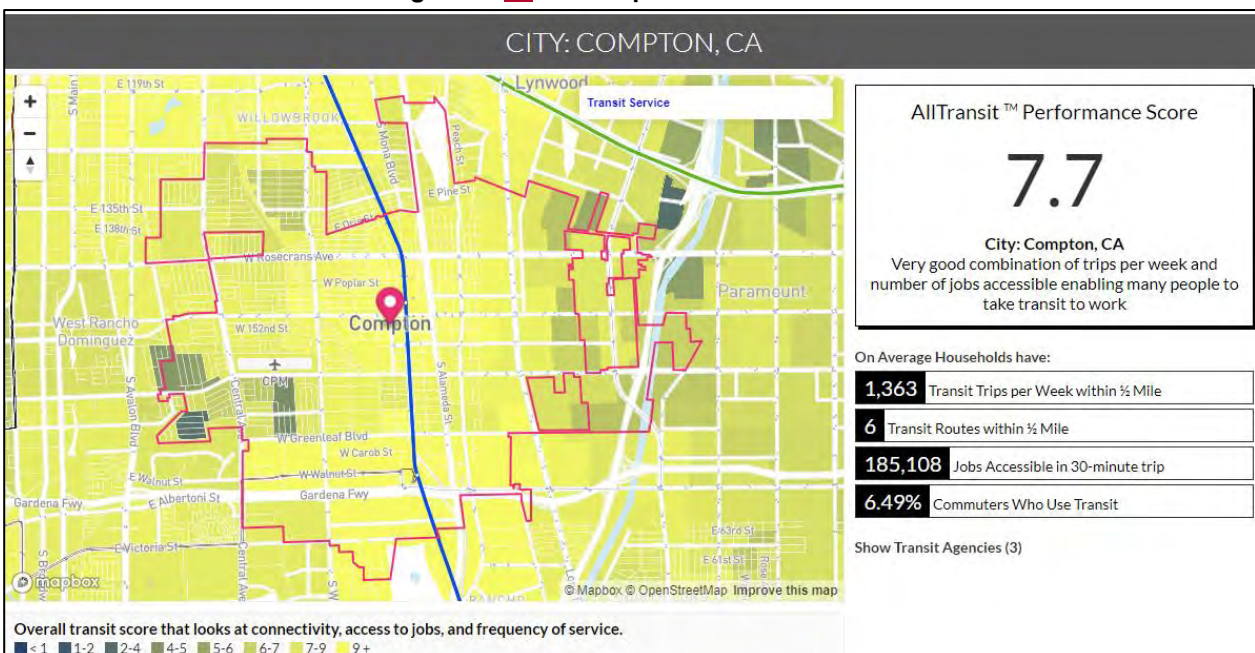 CITY: COMPTON, CA
E 119th St
S Main
Lynwood
Transit Service
WILLOWBROOK
S Mona Blvd
Peach St
E Pine St
E 135th St
E 138th St
E Oris St
W Rosecrans Ave
W Poplar St
Paramount
West Rancho
Dominguez
W 152nd St
Compton
CPM
S Avalon Blvd
Central Ave
S Alameda St
W Greenleaf Blvd
W Carob St
E Walnut St
W Walnut St
Gardena Fwy
E Albertoni St
Gardena Fwy
E Victoria St
Central Ave
E 63rd St
E 61st St
mapbox
© Mapbox © OpenStreetMap Improve this map
Overall transit score that looks at connectivity, access to jobs, and frequency of service.
< 1 1-2 2-4 4-5 5-6 6-7 7-9 9 +
AllTransit ™ Performance Score
7.7
City: Compton, CA
Very good combination of trips per week and
number of jobs accessible enabling many people to
take transit to work
On Average Households have:
1,363 Transit Trips per Week within ½ Mile
6 Transit Routes within ½ Mile
185,108 Jobs Accessible in 30-minute trip
6.49% Commuters Who Use Transit
Show Transit Agencies (3)